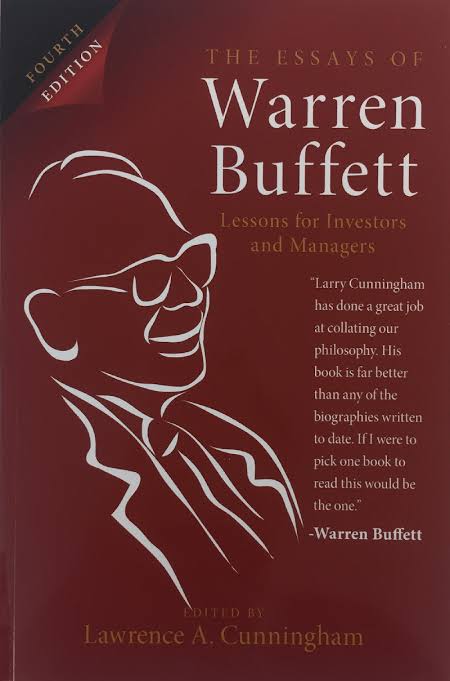 FOURTH
EDITION
THE ESSAYS OF
Warren
Buffett
Lessons for Investors
and Managers
“Larry Cunningham
has done a great job
at collating our
philosophy. His
book is far better
than any of the
biographies written
to date. If I were to
pick one book to
read this would be
the one.”
-Warren Buffett
EDITED BY
Lawrence A. Cunningham